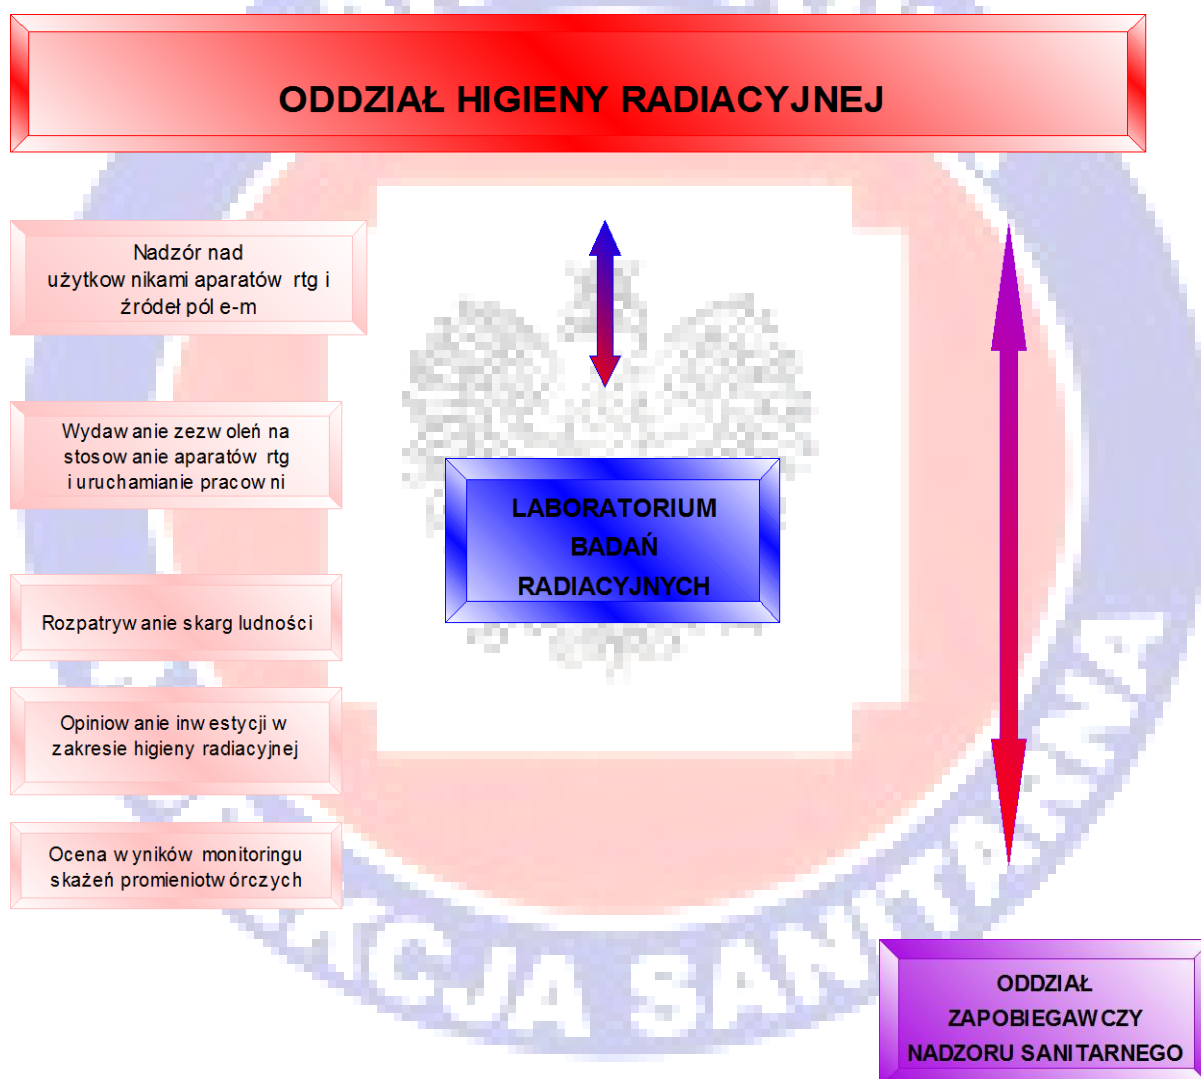 ODDZIAŁ HIGIENY RADIACYJNEJ
Nadzór nad
użytkownikami aparatów rtg i
źródeł pól e-m
Wydawanie zezwoleń na
stosowanie aparatów rtg
i uruchamianie pracowni
Rozpatrywanie skarg ludności
Opiniowanie inwestycji w
zakresie higieny radiacyjnej
Ocena wyników monitoringu
skażeń promieniotwórczych
LABORATORIUM
BADAŃ
RADIACYJNYCH
ODDZIAŁ
ZAPOBIEGAWCZY
NADZORU SANITARNEGO
SANITARNA